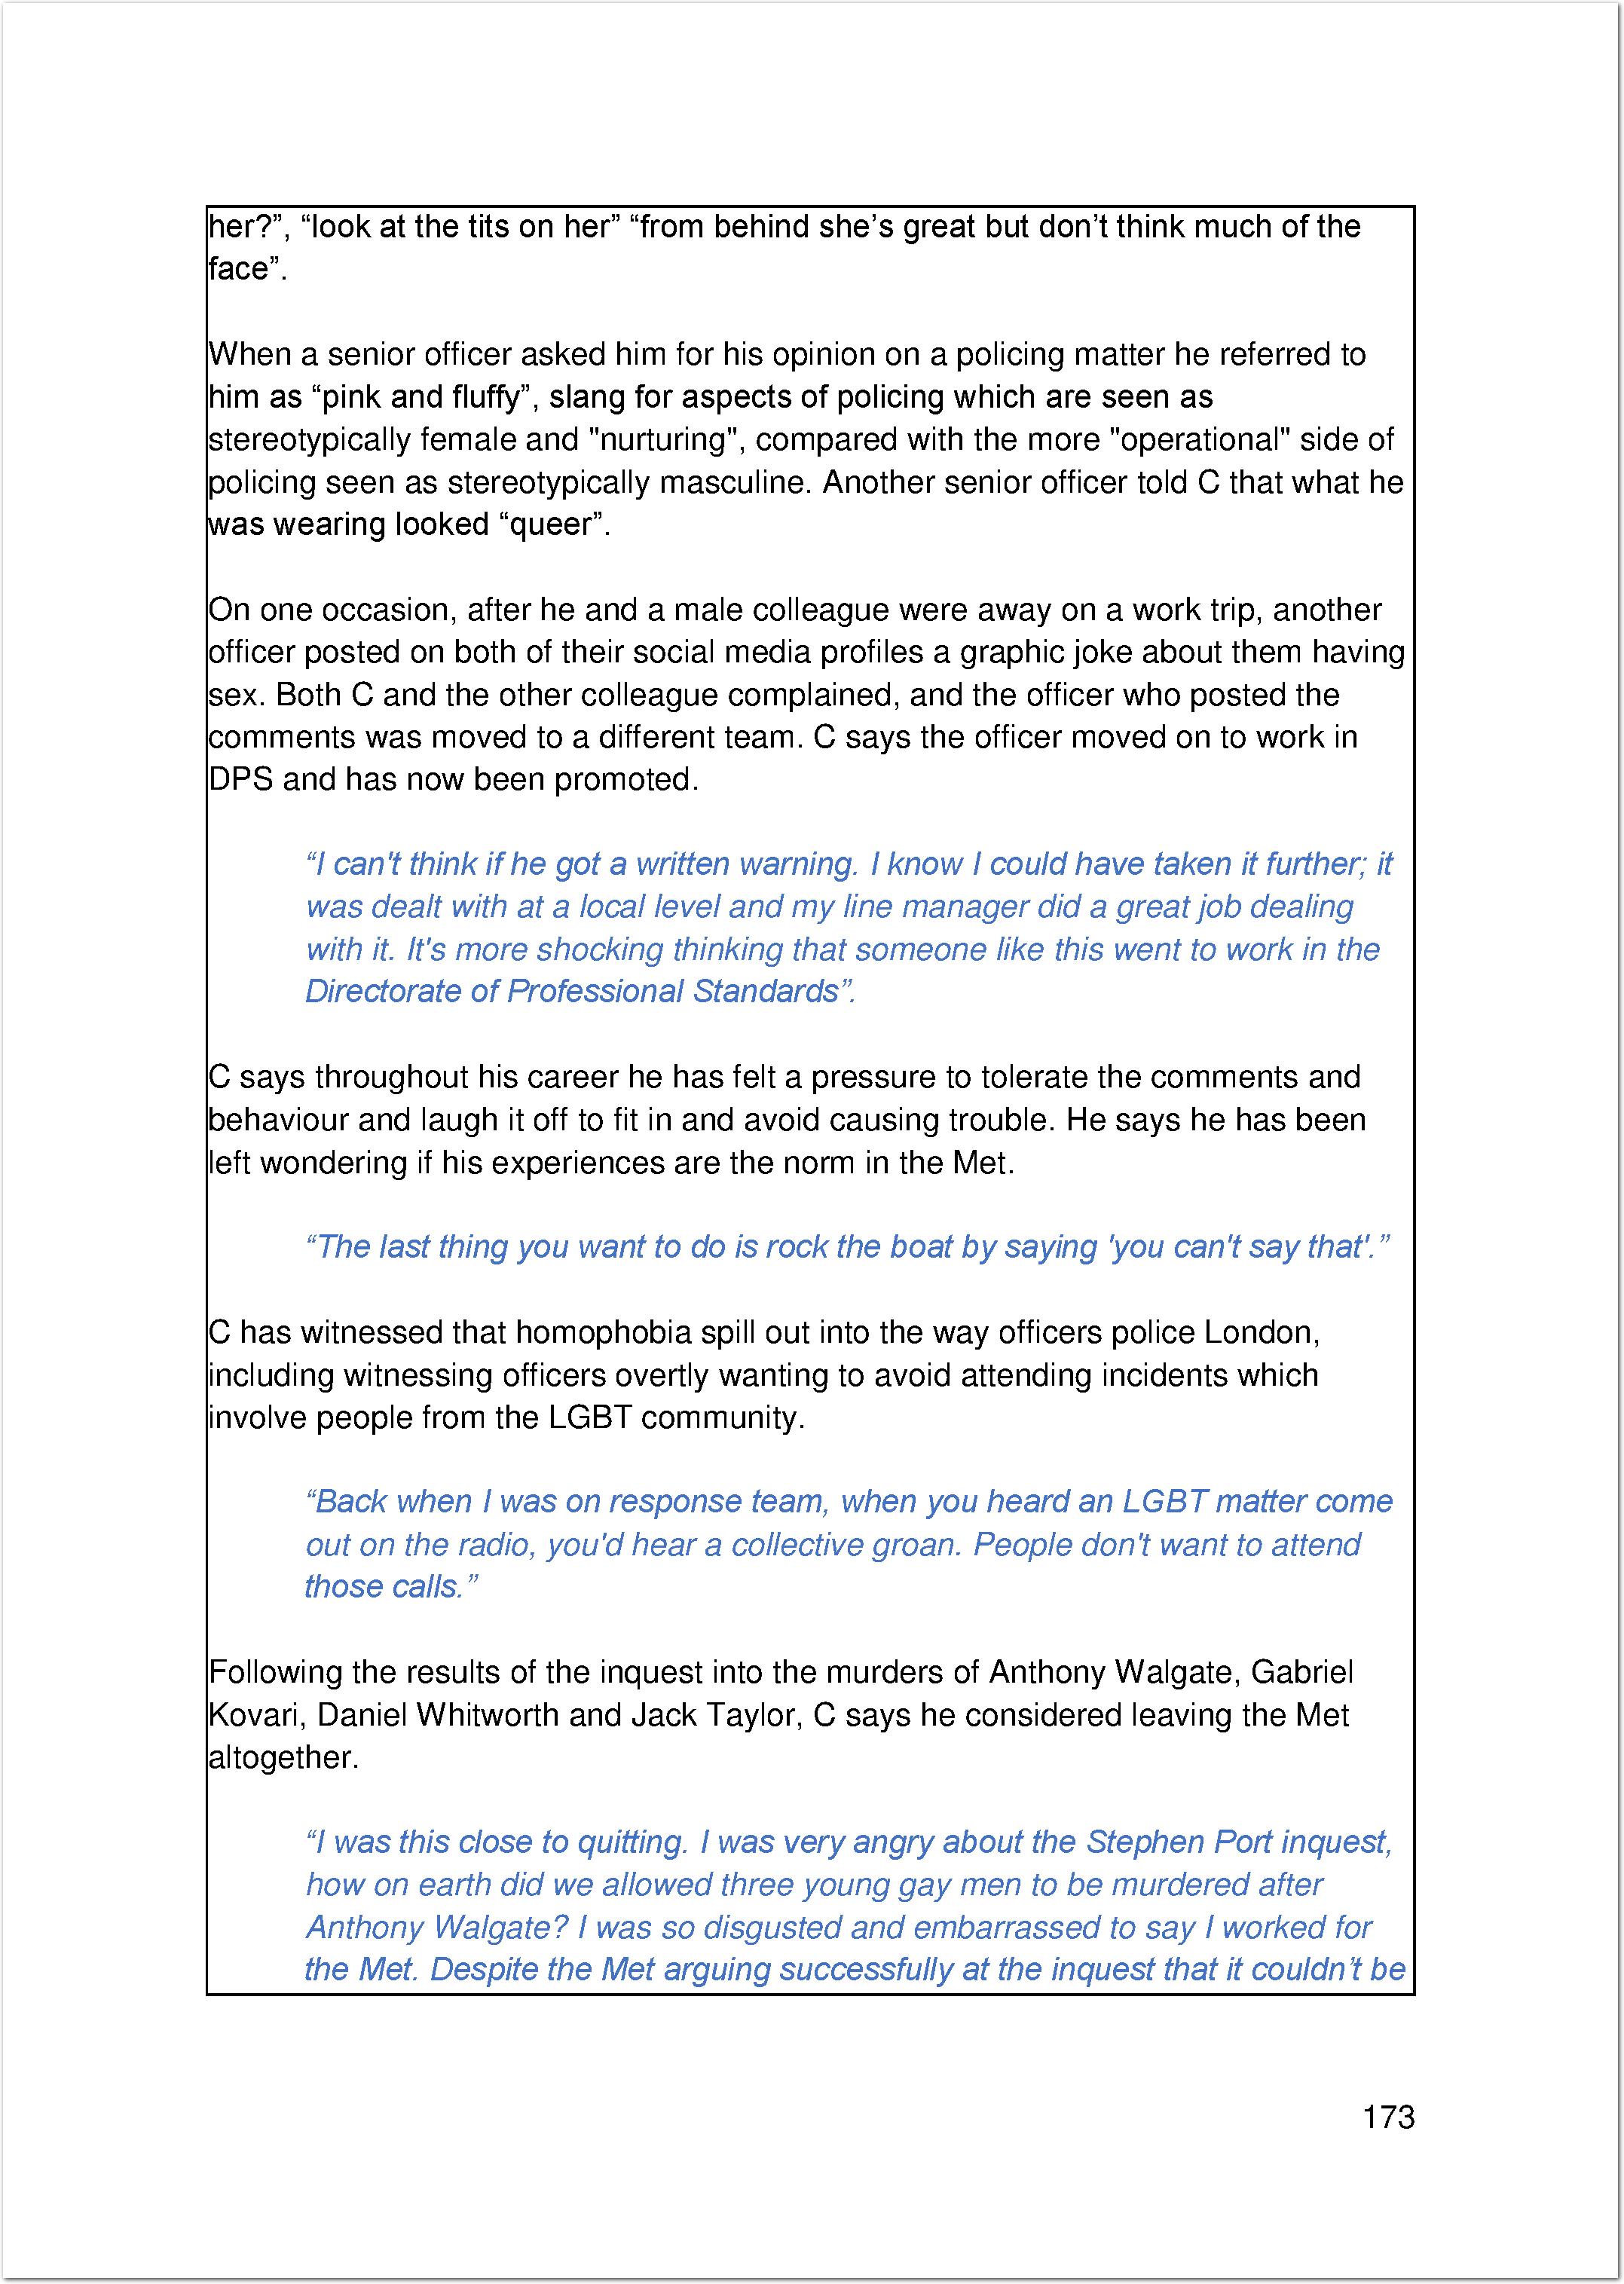 her?”, “look at the tits on her” “from behind she’s great but don’t think much of the
face”.
When a senior officer asked him for his opinion on a policing matter he referred to
him as “pink and fluffy”, slang for aspects of policing which are seen as
stereotypically female and "nurturing", compared with the more "operational" side of
policing seen as stereotypically masculine. Another senior officer told C that what he
was wearing looked “queer”.
On one occasion, after he and a male colleague were away on a work trip, another
officer posted on both of their social media profiles a graphic joke about them having
sex. Both C and the other colleague complained, and the officer who posted the
comments was moved to a different team. C says the officer moved on to work in
DPS and has now been promoted.
“I can't think if he got a written warning. I know I could have taken it further; it
was dealt with at a local level and my line manager did a great job dealing
with it. It's more shocking thinking that someone like this went to work in the
Directorate of Professional Standards”.
C says throughout his career he has felt a pressure to tolerate the comments and
behaviour and laugh it off to fit in and avoid causing trouble. He says he has been
left wondering if his experiences are the norm in the Met.
“The last thing you want to do is rock the boat by saying 'you can't say that'.”
C has witnessed that homophobia spill out into the way officers police London,
including witnessing officers overtly wanting to avoid attending incidents which
involve people from the LGBT community.
“Back when I was on response team, when you heard an LGBT matter come
out on the radio, you'd hear a collective groan. People don't want to attend
those calls.”
Following the results of the inquest into the murders of Anthony Walgate, Gabriel
Kovari, Daniel Whitworth and Jack Taylor, C says he considered leaving the Met
altogether.
“I was this close to quitting. I was very angry about the Stephen Port inquest,
how on earth did we allowed three young gay men to be murdered after
Anthony Walgate? I was so disgusted and embarrassed to say I worked for
the Met. Despite the Met arguing successfully at the inquest that it couldn’t be
173